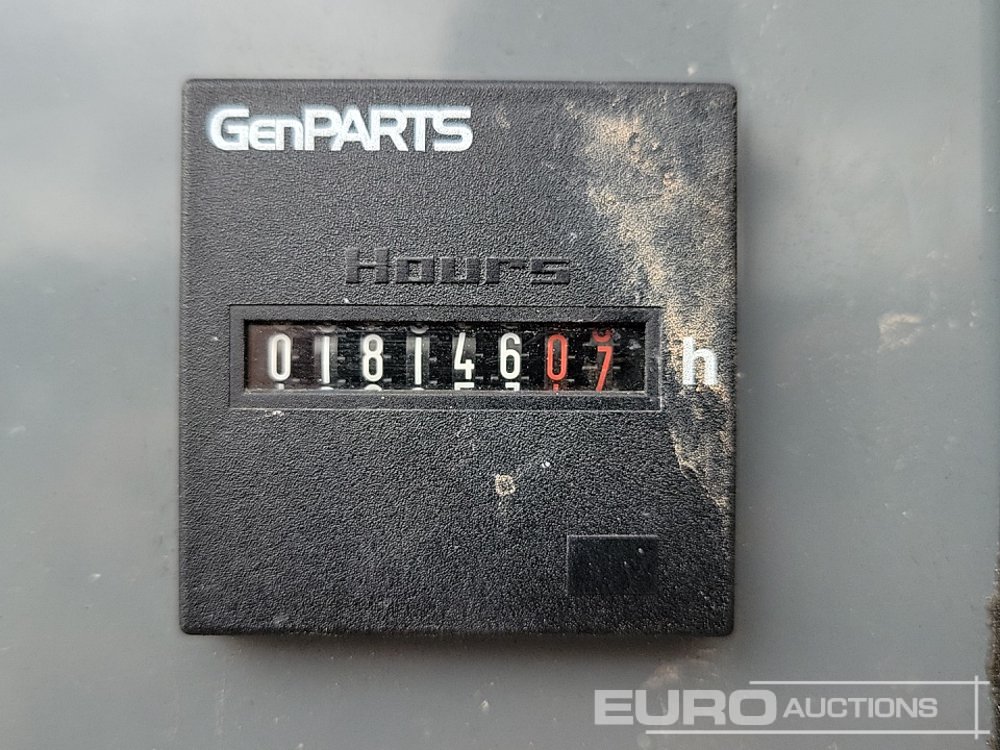 GenPARTS
Hours
01814607 h
EURO AUCTIONS